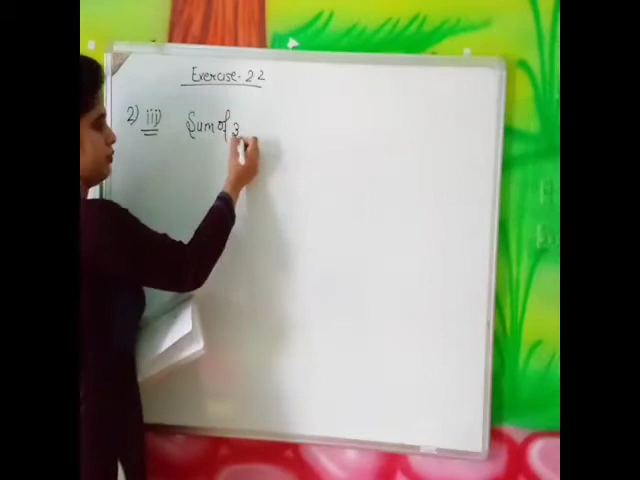 Exercise - 2.2
2) iii) Sum of 3